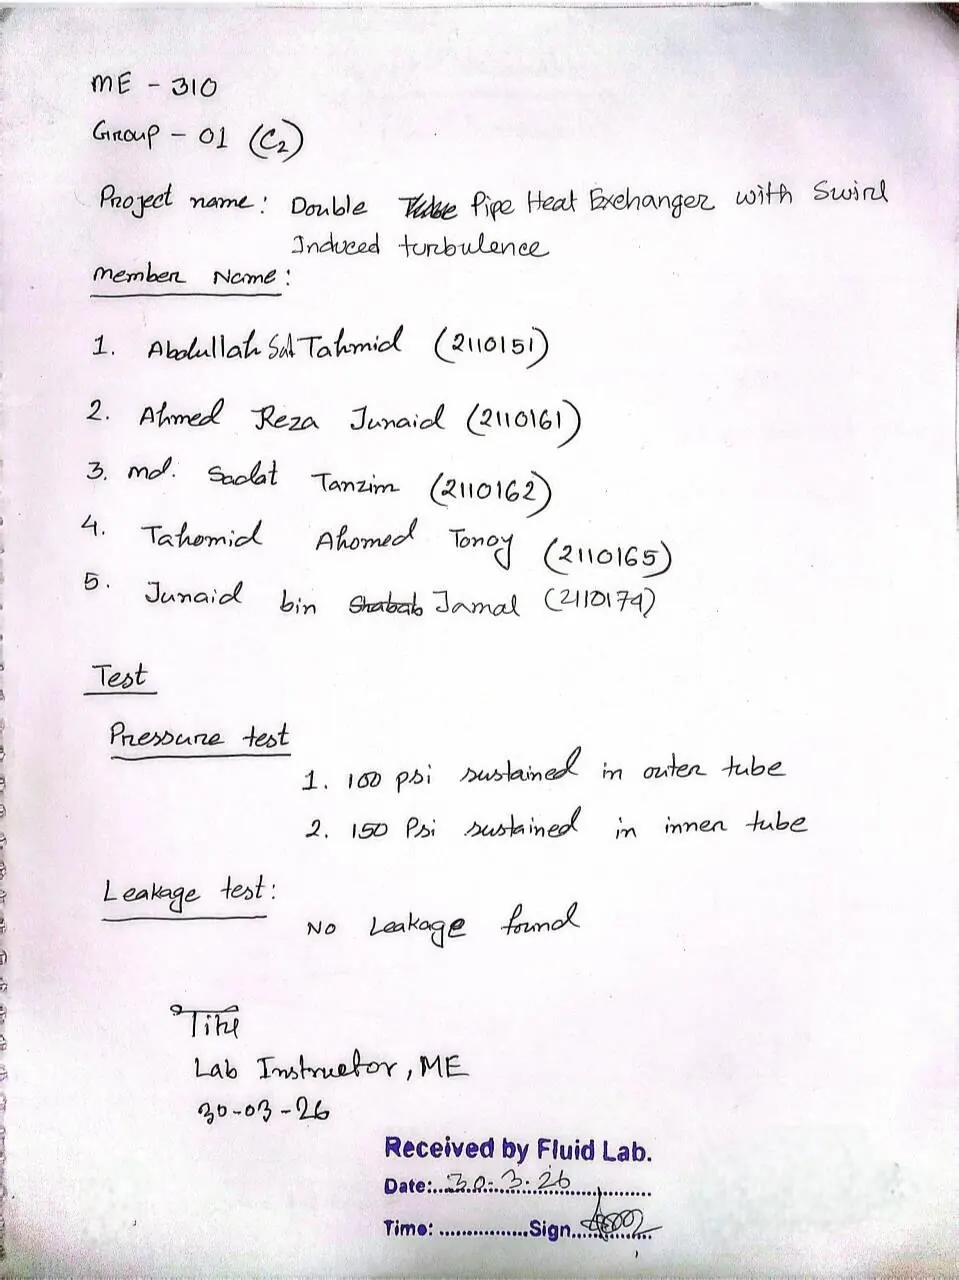 ME - 310
Group - 01 (C₂)
Project name: Double Pipe Heat Exchanger with Swirl
Induced turbulence
Member Name:
1. Abdullah Tahmid (2110151)
2. Ahmed Reza Junaid (2110161)
3. md. Sadat Tanzim (2110162)
4. Tahomid Ahomed Tonoy (2110165)
5. Junaid bin Shabab Jamal (2110174)
Test
Pressure test
1. 100 psi sustained in outer tube
2. 150 Psi sustained in inner tube
Leakage test:
No Leakage found
Lab Instructor, ME
30-03-26
Received by Fluid Lab.
Date:...30.3.26............
Time: ...............Sign...............